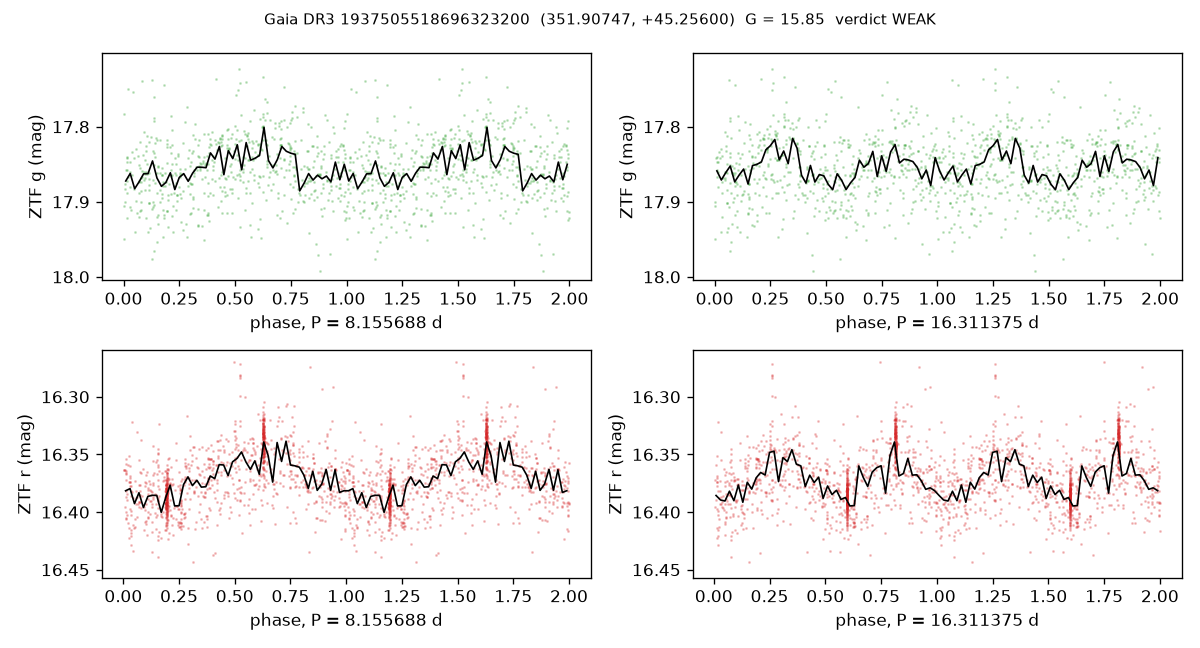 Gaia DR3 1937505518696323200 (351.90747, +45.25600) G = 15.85 verdict WEAK
ZTF g (mag)
17.8
17.9
18.0
0.00 0.25 0.50 0.75 1.00 1.25 1.50 1.75 2.00
phase, P = 8.155688 d
ZTF g (mag)
17.8
17.9
18.0
0.00 0.25 0.50 0.75 1.00 1.25 1.50 1.75 2.00
phase, P = 16.311375 d
ZTF r (mag)
16.30
16.35
16.40
16.45
0.00 0.25 0.50 0.75 1.00 1.25 1.50 1.75 2.00
phase, P = 8.155688 d
ZTF r (mag)
16.30
16.35
16.40
16.45
0.00 0.25 0.50 0.75 1.00 1.25 1.50 1.75 2.00
phase, P = 16.311375 d